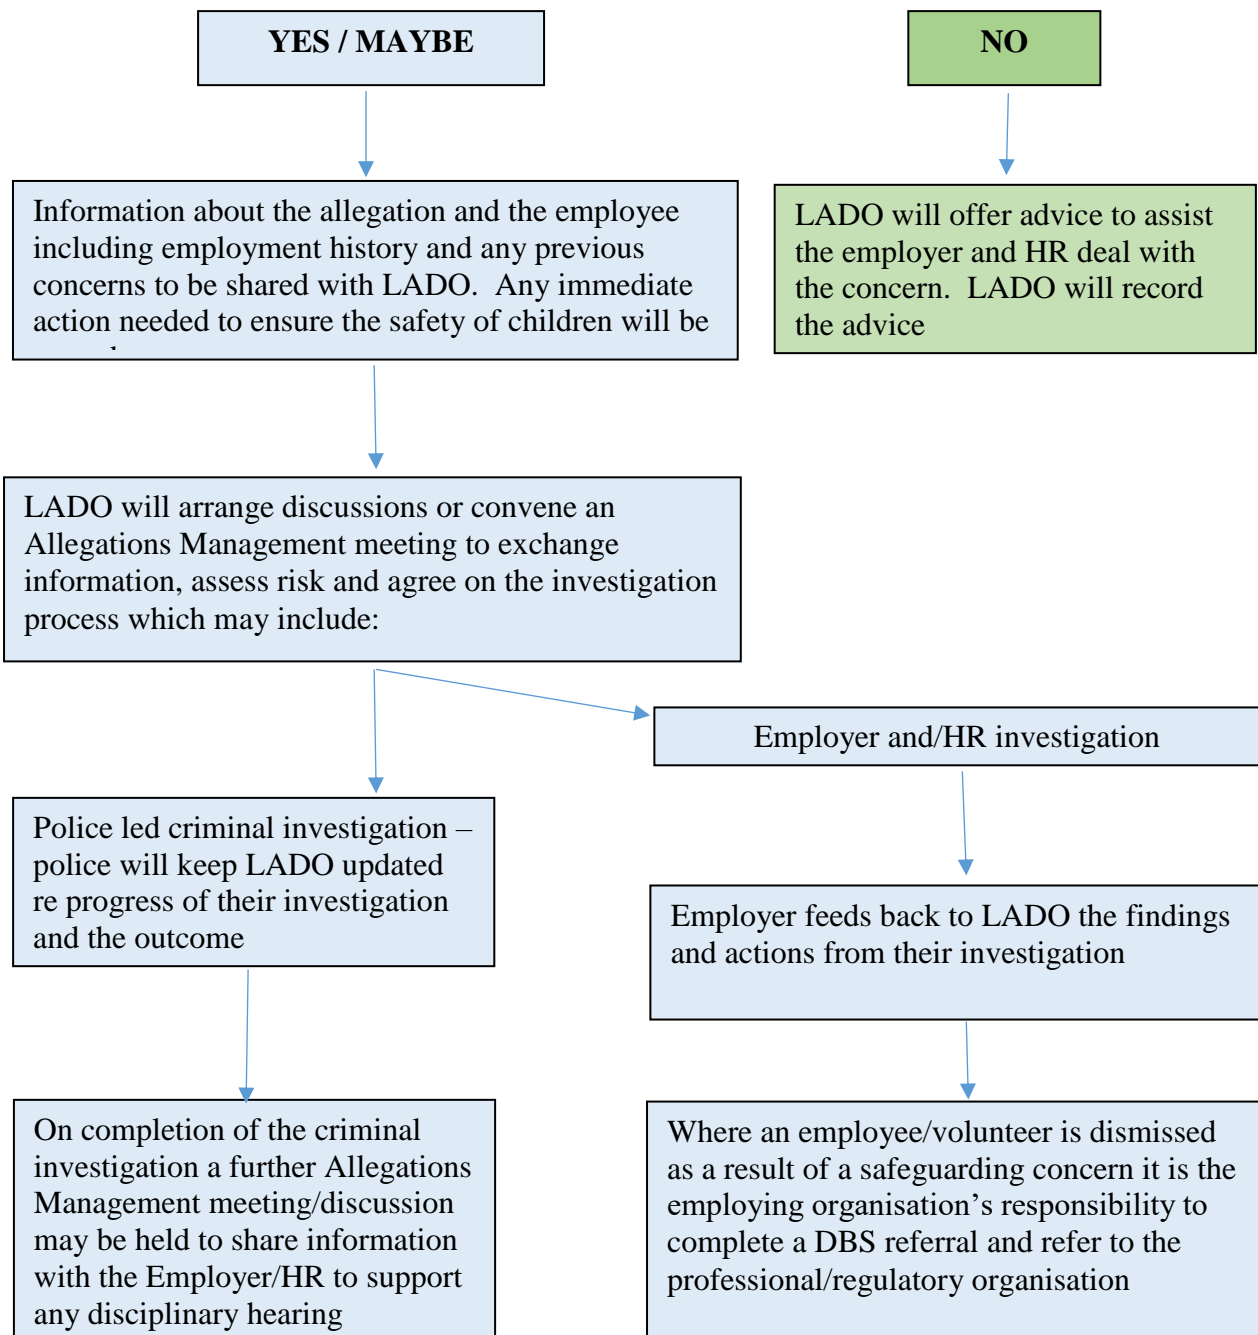 YES / MAYBE
NO
Information about the allegation and the employee
including employment history and any previous
concerns to be shared with LADO.  Any immediate
action needed to ensure the safety of children will be
LADO will offer advice to assist
the employer and HR deal with
the concern.  LADO will record
the advice
LADO will arrange discussions or convene an
Allegations Management meeting to exchange
information, assess risk and agree on the investigation
process which may include:
Employer and/HR investigation
Police led criminal investigation –
police will keep LADO updated
re progress of their investigation
and the outcome
Employer feeds back to LADO the findings
and actions from their investigation
On completion of the criminal
investigation a further Allegations
Management meeting/discussion
may be held to share information
with the Employer/HR to support
any disciplinary hearing
Where an employee/volunteer is dismissed
as a result of a safeguarding concern it is the
employing organisation’s responsibility to
complete a DBS referral and refer to the
professional/regulatory organisation